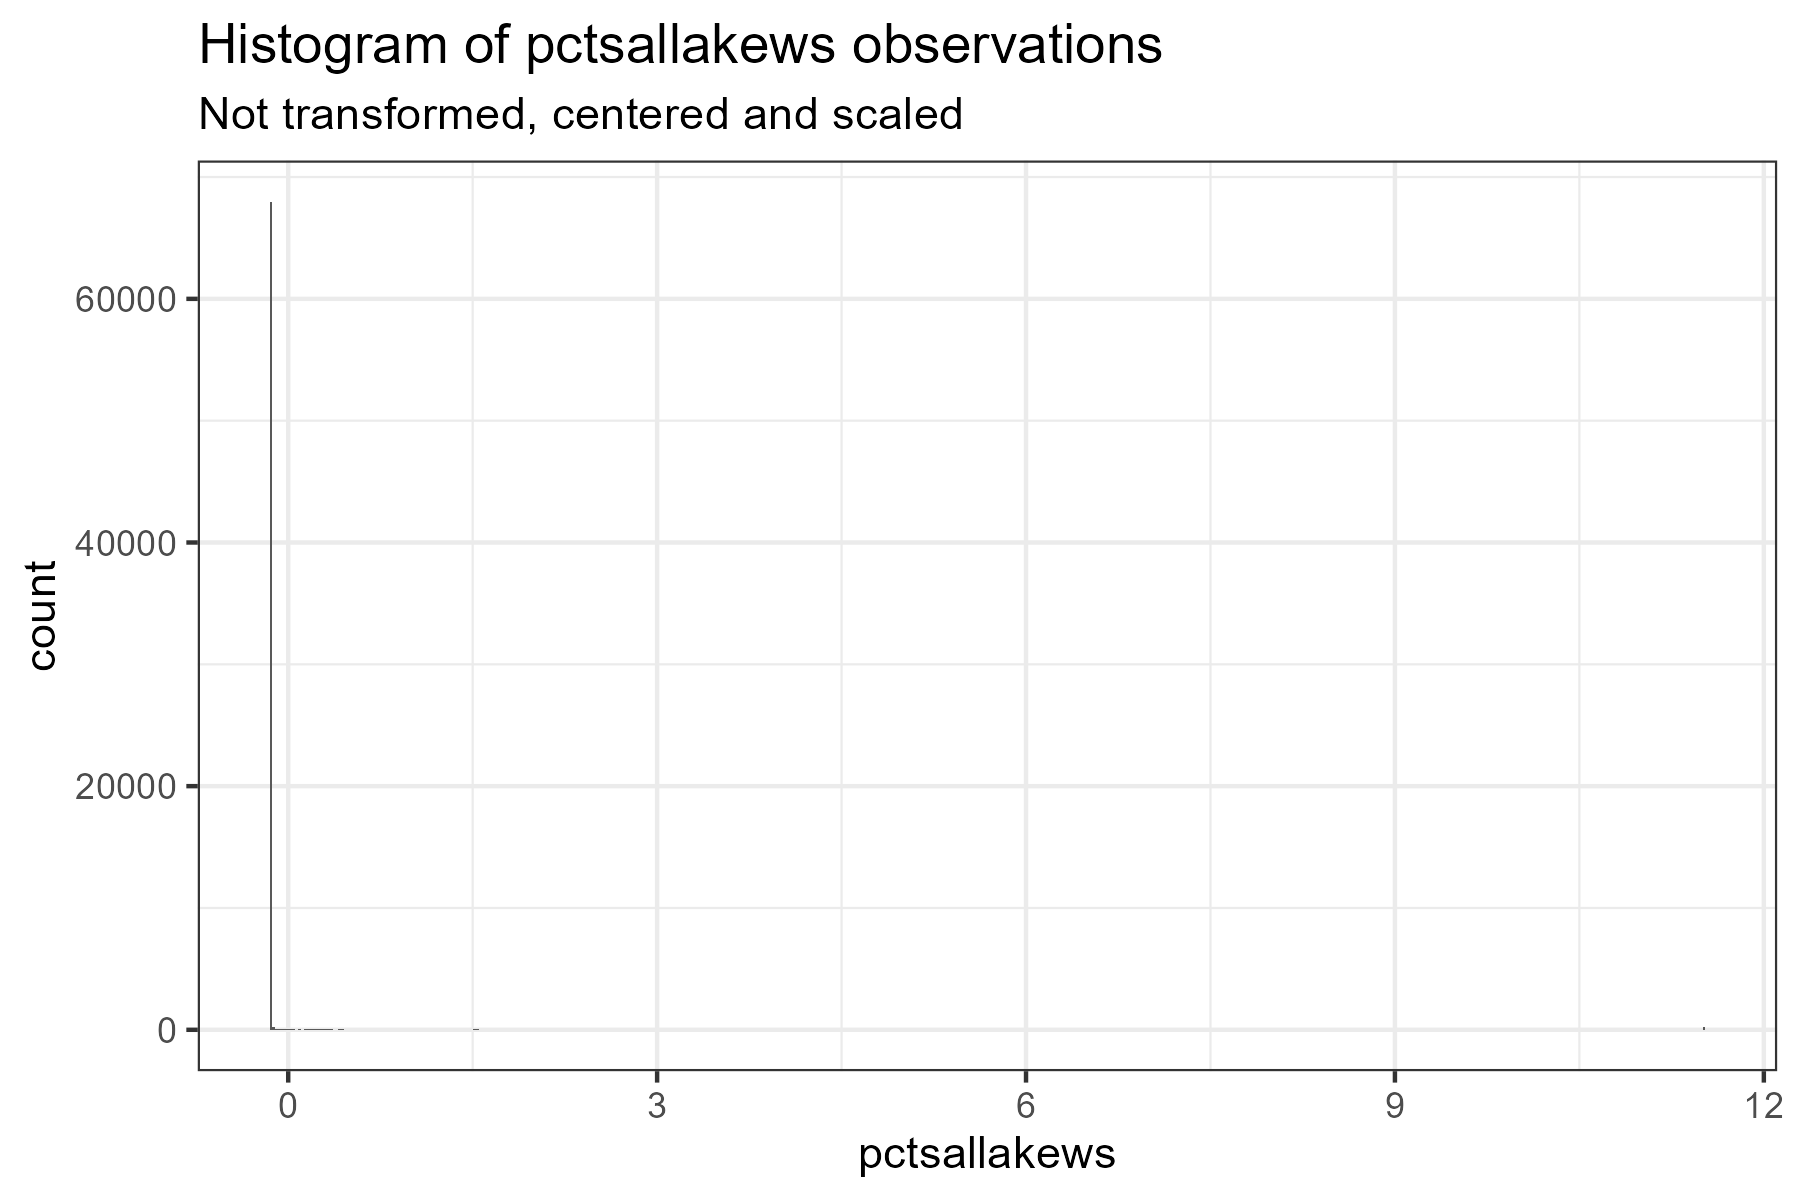 Histogram of pctsallakews observations
Not transformed, centered and scaled
60000
40000
20000
0
count
0 3 6 9 12
pctsallakews